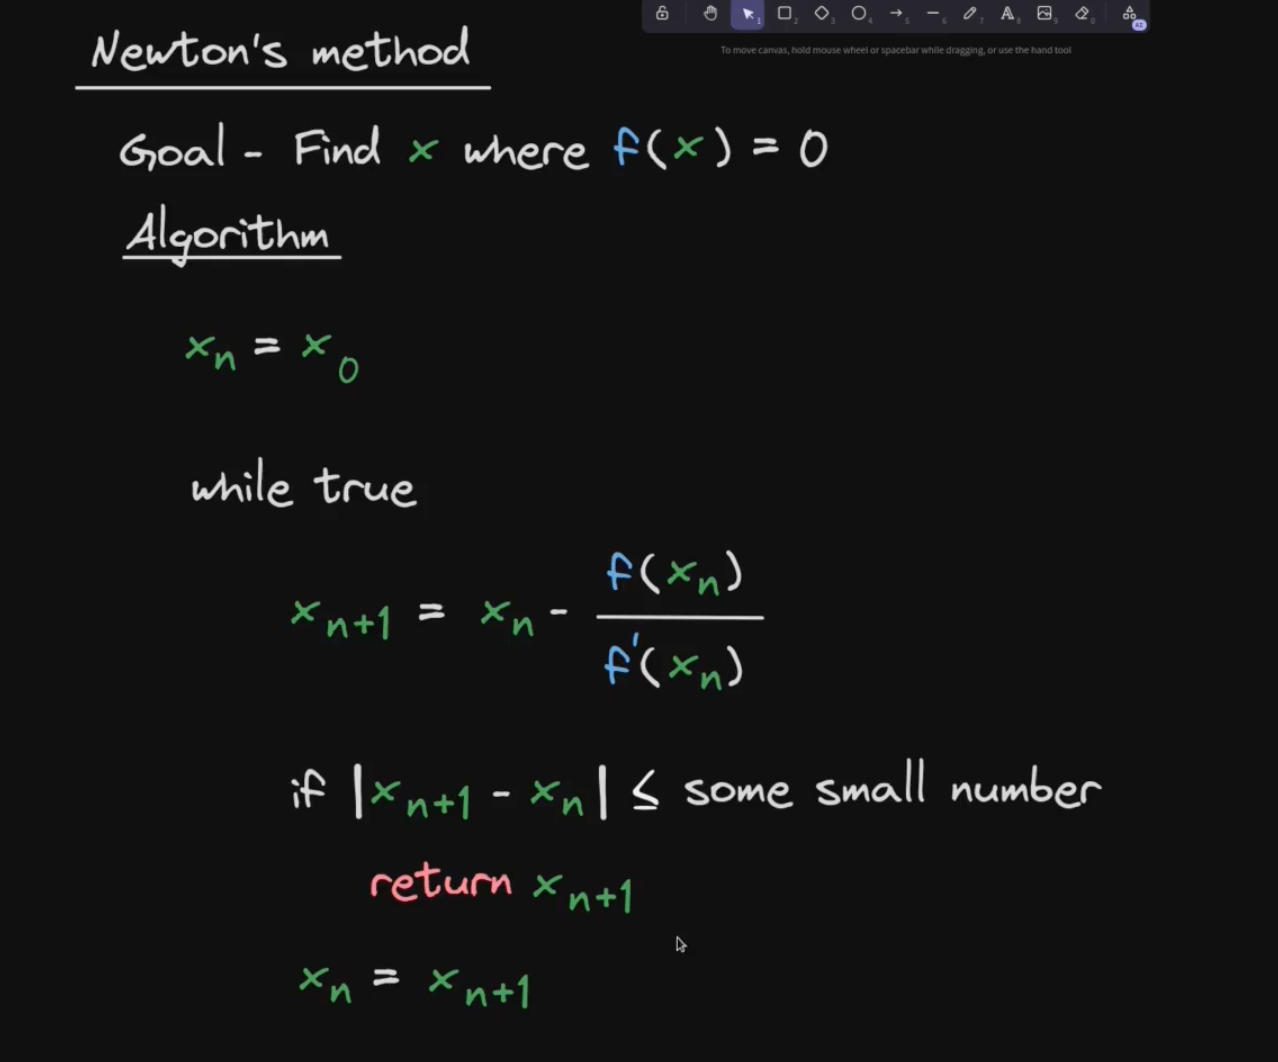 To move canvas, hold mouse wheel or spacebar while dragging, or use the hand tool
Newton's method
Goal - Find x where f(x) = 0
Algorithm
xₙ = x₀
while true
xₙ₊₁ = xₙ - f(xₙ) / f'(xₙ)
if |xₙ₊₁ - xₙ| ≤ some small number
return xₙ₊₁
xₙ = xₙ₊₁